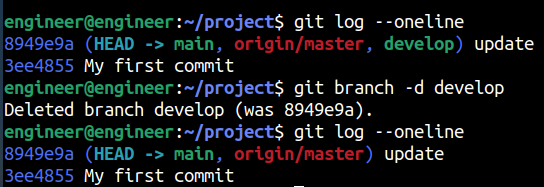 engineer@engineer:~/project$ git log --oneline
8949e9a (HEAD -> main, origin/master, develop) update
3ee4855 My first commit
engineer@engineer:~/project$ git branch -d develop
Deleted branch develop (was 8949e9a).
engineer@engineer:~/project$ git log --oneline
8949e9a (HEAD -> main, origin/master) update
3ee4855 My first commit